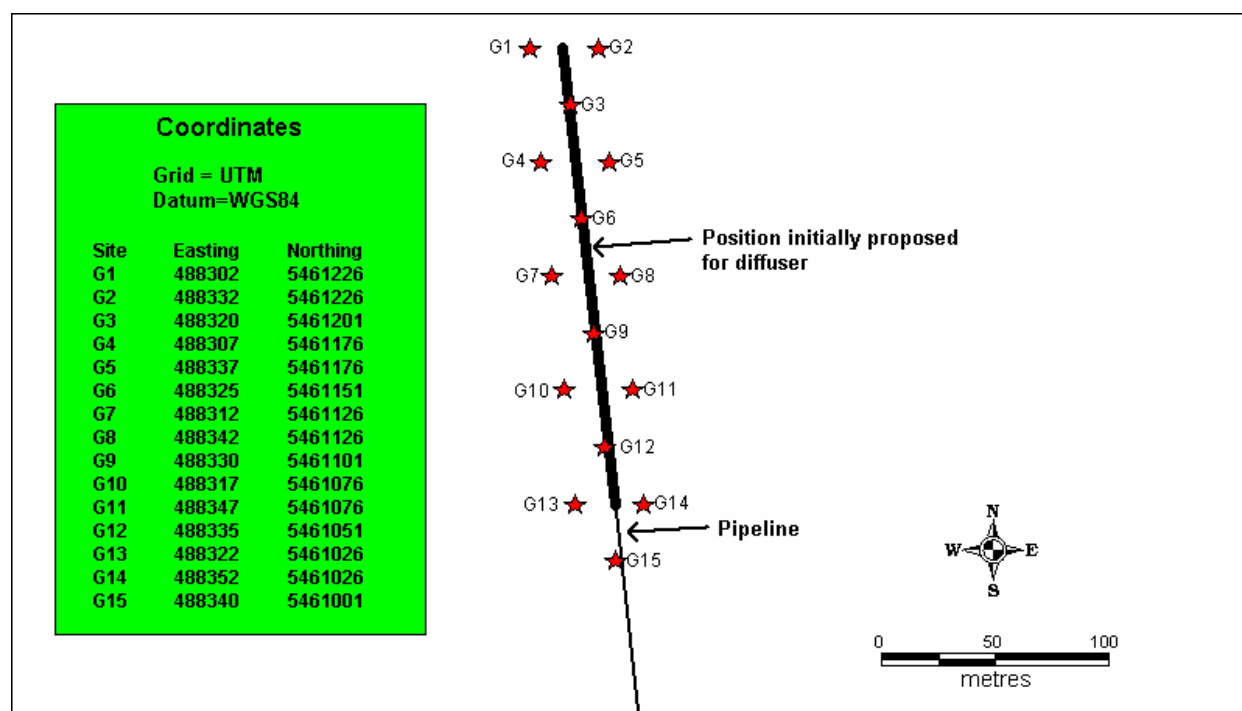 Coordinates
Grid = UTM
Datum=WGS84
Site Easting Northing
G1 488302 5461226
G2 488332 5461226
G3 488320 5461201
G4 488307 5461176
G5 488337 5461176
G6 488325 5461151
G7 488312 5461126
G8 488342 5461126
G9 488330 5461101
G10 488317 5461076
G11 488347 5461076
G12 488335 5461051
G13 488322 5461026
G14 488352 5461026
G15 488340 5461001
G1 G2
G3
G4 G5
G6
Position initially proposed
for diffuser
G7 G8
G9
G10 G11
G12
G13 G14
Pipeline
G15
N
W E
S
0 50 100
metres